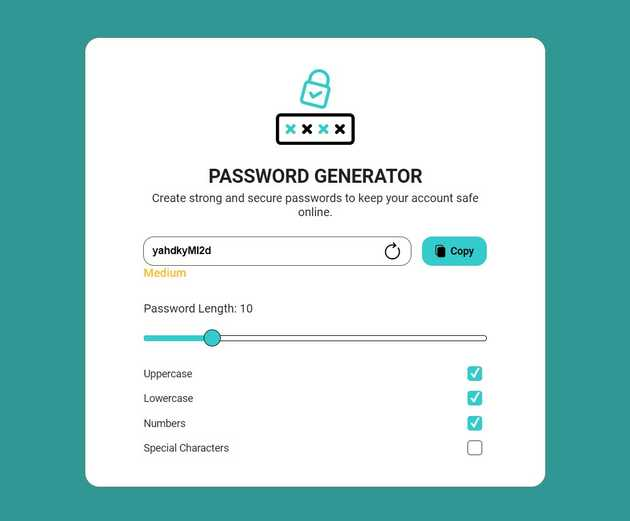 PASSWORD GENERATOR
Create strong and secure passwords to keep your account safe
online.
yahdkyMl2d
Copy
Medium
Password Length: 10
Uppercase
Lowercase
Numbers
Special Characters